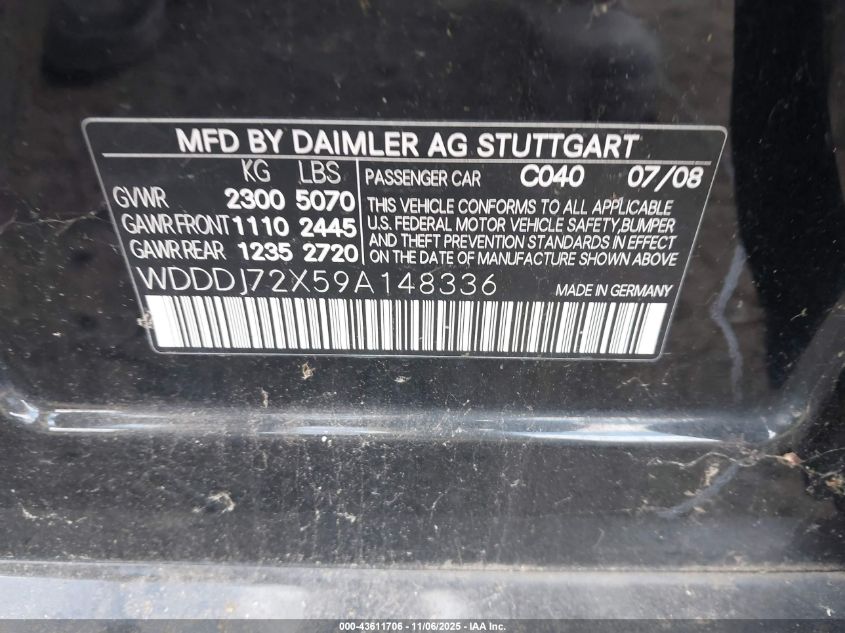 MFD BY DAIMLER AG STUTTGART
KG LBS
GVWR 2300 5070
GAWR FRONT 1110 2445
GAWR REAR 1235 2720
PASSENGER CAR C040 07/08
THIS VEHICLE CONFORMS TO ALL APPLICABLE
U.S. FEDERAL MOTOR VEHICLE SAFETY,BUMPER
AND THEFT PREVENTION STANDARDS IN EFFECT
ON THE DATE OF MANUFACTURE SHOWN ABOVE
WDDDJ72X59A148336 MADE IN GERMANY
000-43611706 - 11/06/2025 - IAA Inc.